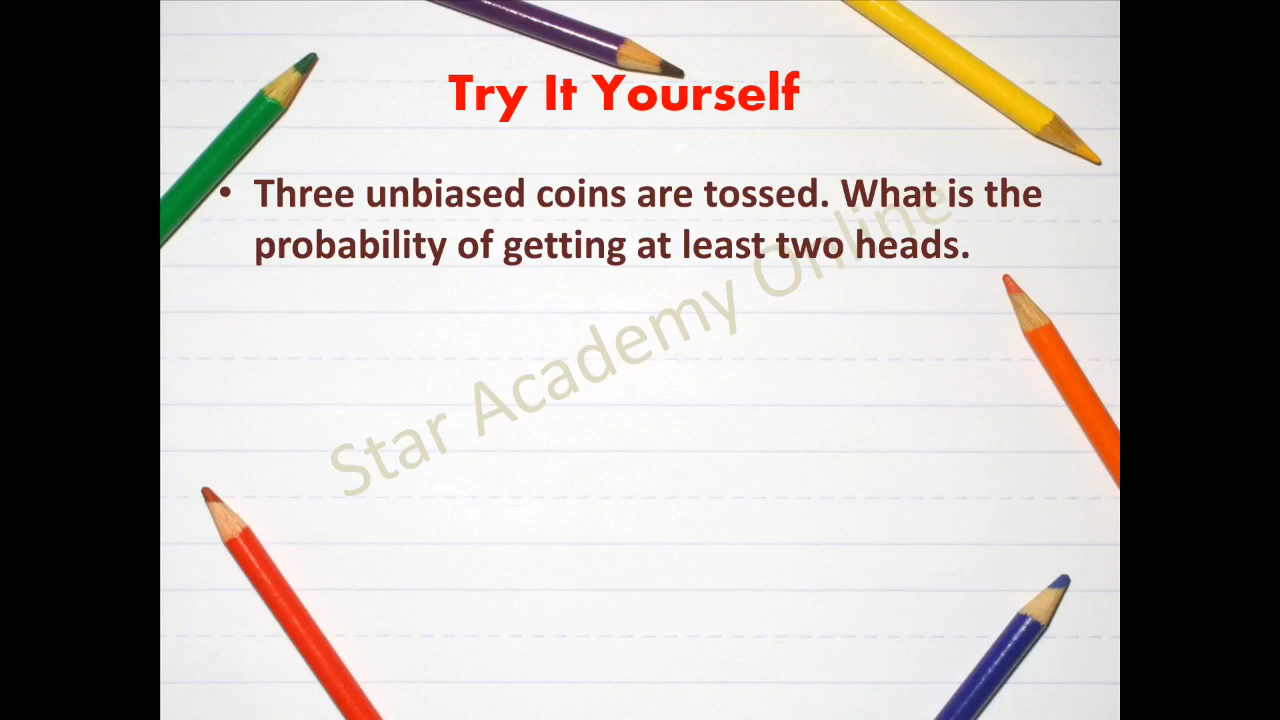 Try It Yourself
• Three unbiased coins are tossed. What is the
probability of getting at least two heads.
Star Academy Online